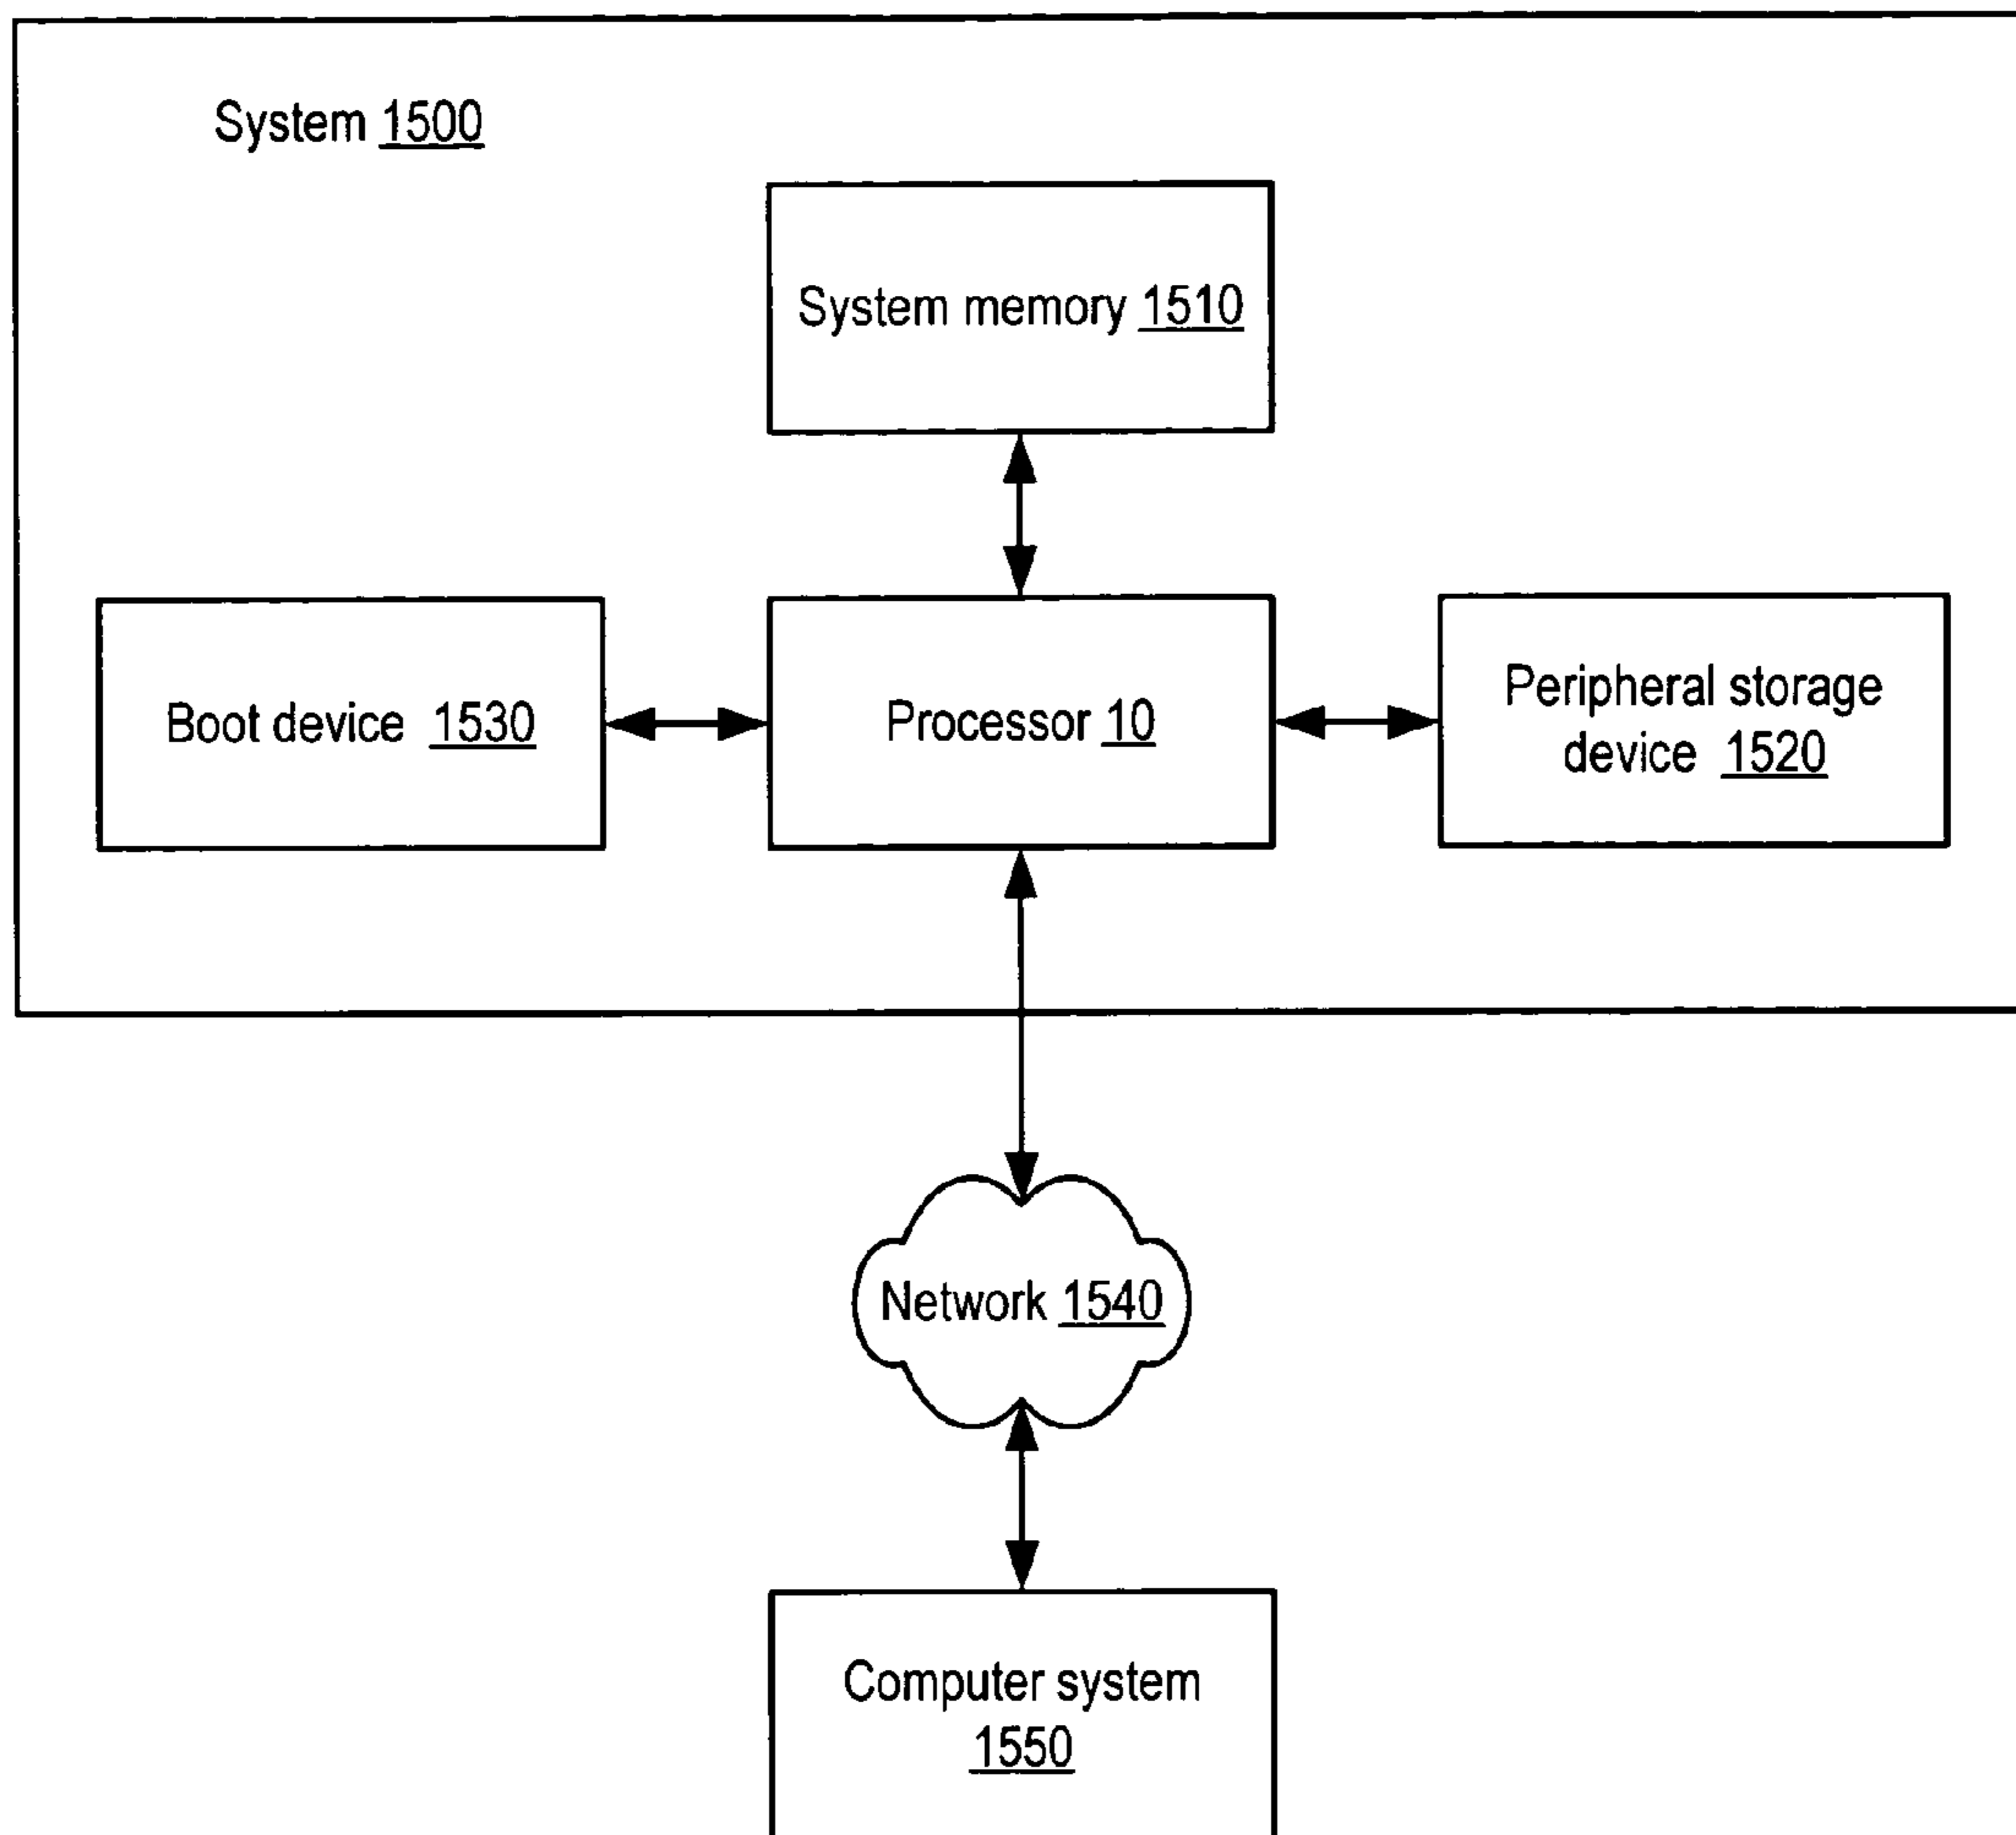 System 1500
System memory 1510
Boot device 1530
Processor 10
Peripheral storage
device 1520
Network 1540
Computer system
1550